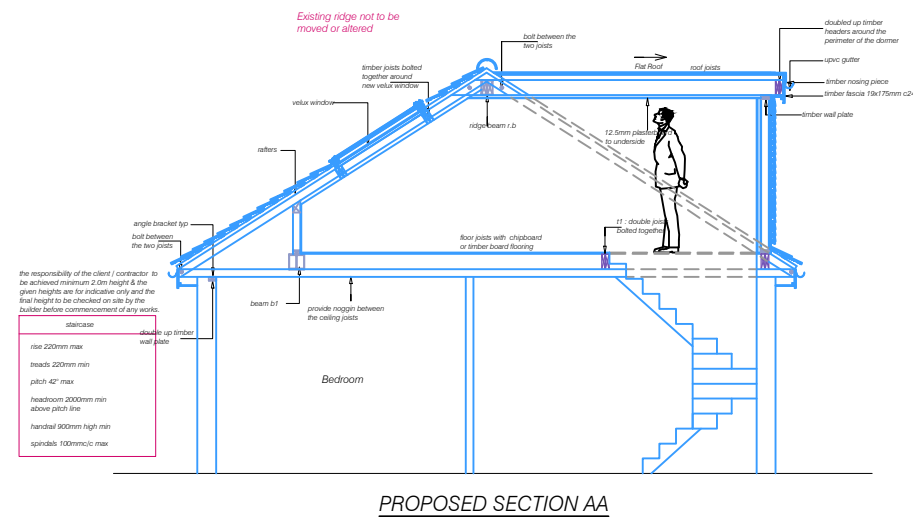 Existing ridge not to be
moved or altered
doubled up timber
headers around the
perimeter of the dormer
bolt between the
two joists
upvc gutter
Flat Roof
roof joists
timber joists bolted
together around
new velux window
timber nosing piece
timber fascia 19x175mm c24
velux window
timber wall plate
ridge beam r.b
12.5mm plasterboard
to underside
rafters
angle bracket typ
t1 : double joist
bolted together
bolt between
the two joists
floor joists with chipboard
or timber board flooring
the responsibility of the client / contractor to
be achieved minimum 2.0m height & the
given heights are for indicative only and the
final height to be checked on site by the
builder before commencement of any works.
beam b1
provide noggin between
the ceiling joists
staircase
double up timber
wall plate
rise 220mm max
treads 220mm min
pitch 42° max
headroom 2000mm min
above pitch line
handrail 900mm high min
spindals 100mmc/c max
Bedroom
PROPOSED SECTION AA